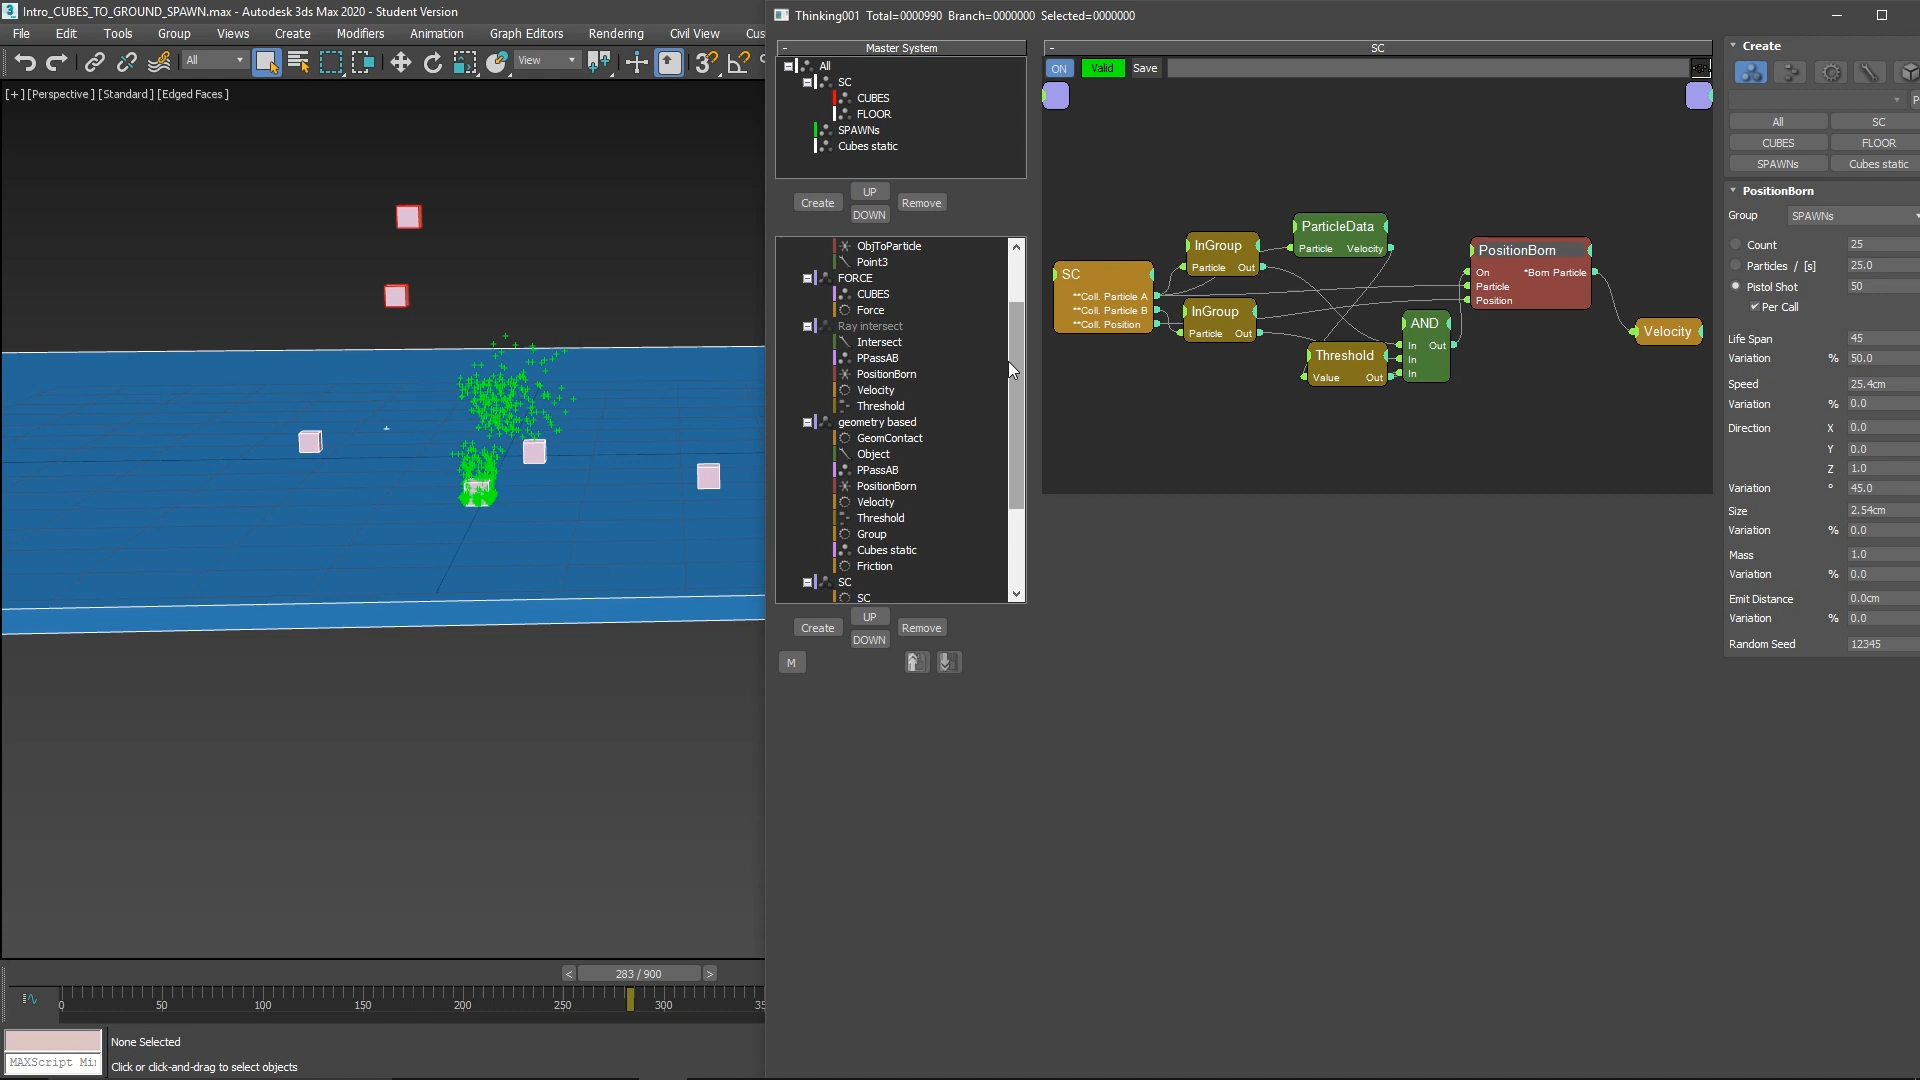 Intro_CUBES_TO_GROUND_SPAWN.max - Autodesk 3ds Max 2020 - Student Version
File Edit Tools Group Views Create Modifiers Animation Graph Editors Rendering Civil View Cus
All View
[+] [Perspective ] [Standard ] [Edged Faces ]
Thinking001 Total=0000990 Branch=0000000 Selected=0000000
- Master System
All
SC
CUBES
FLOOR
SPAWNs
Cubes static
Create UP DOWN Remove
ObjToParticle
Point3
FORCE
CUBES
Force
Ray intersect
Intersect
PPassAB
PositionBorn
Velocity
Threshold
geometry based
GeomContact
Object
PPassAB
PositionBorn
Velocity
Threshold
Group
Cubes static
Friction
SC
SC
Create UP DOWN Remove
M
- SC
ON Valid Save
SC
**Coll. Particle A
**Coll. Particle B
**Coll. Position
InGroup
Particle Out
InGroup
Particle Out
ParticleData
Particle Velocity
Threshold
Value Out
AND
In Out
In
In
PositionBorn
On *Born Particle
Particle
Position
Velocity
Create
All SC
CUBES FLOOR
SPAWNs Cubes static
PositionBorn
Group SPAWNs
Count 25
Particles / [s] 25.0
Pistol Shot 50
Per Call
Life Span 45
Variation % 50.0
Speed 25.4cm
Variation % 0.0
Direction X 0.0
Y 0.0
Z 1.0
Variation ° 45.0
Size 2.54cm
Variation % 0.0
Mass 1.0
Variation % 0.0
Emit Distance 0.0cm
Variation % 0.0
Random Seed 12345
< 283 / 900 >
0 50 100 150 200 250 300 35
None Selected
MAXScript Mi
Click or click-and-drag to select objects